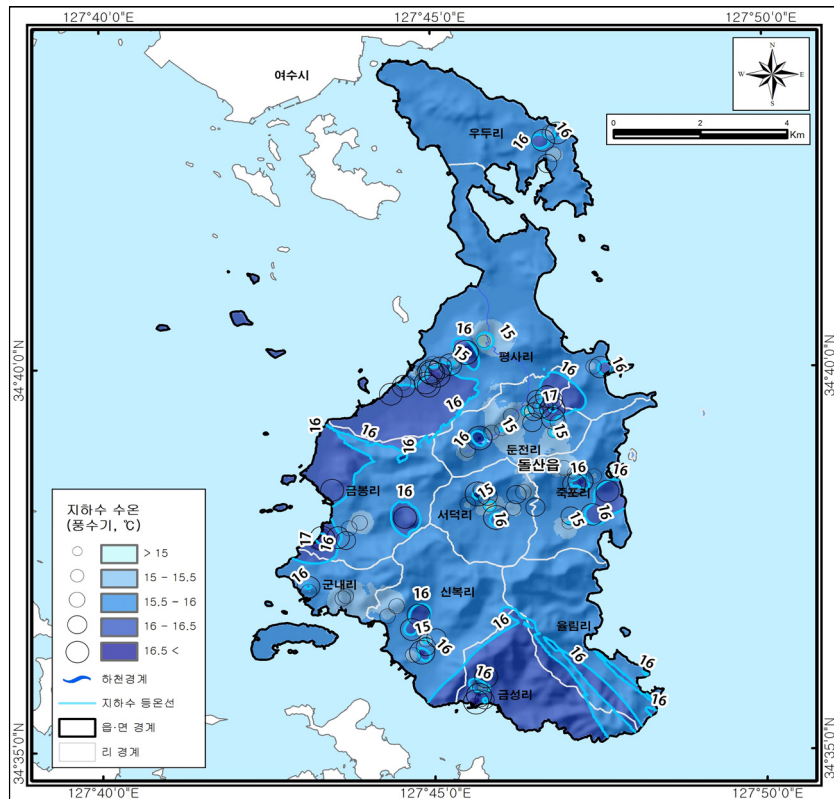 127°40'0"E
127°45'0"E
127°50'0"E
여수시
N
W
E
S
0
2
4
Km
우두리
16
16
34°40'0"N
34°40'0"N
16
15
평사리
15
16
16
16
17
16
16
16
16
15
15
16
둔전리
돌산읍
16
16
금봉리
16
15
죽포리
서덕리
16
15
16
17
16
16
군내리
신복리
16
15
16
16
율림리
16
16
16
16
금성리
지하수 수온
(풍수기, ℃)
> 15
15 - 15.5
15.5 - 16
16 - 16.5
16.5 <
하천경계
지하수 등온선
읍·면 경계
리 경계
34°35'0"N
34°35'0"N
127°40'0"E
127°45'0"E
127°50'0"E